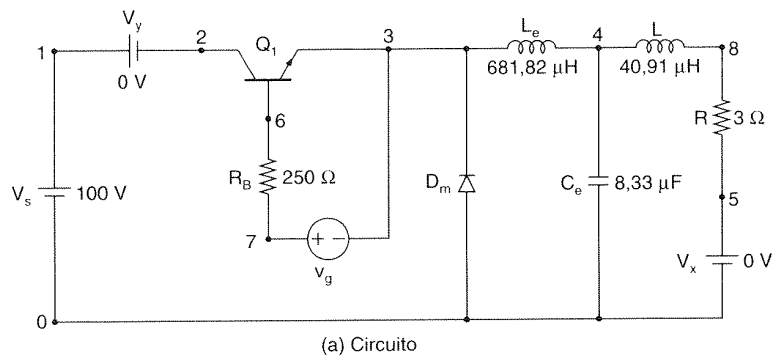 V_y
L_e
4
L
1
2
Q_1
3
8
0 V
681,82 μH
40,91 μH
6
R
3 Ω
R_B
250 Ω
D_m
C_e
8,33 μF
V_s
100 V
5
7
+ −
v_g
V_x
0 V
0
(a) Circuito